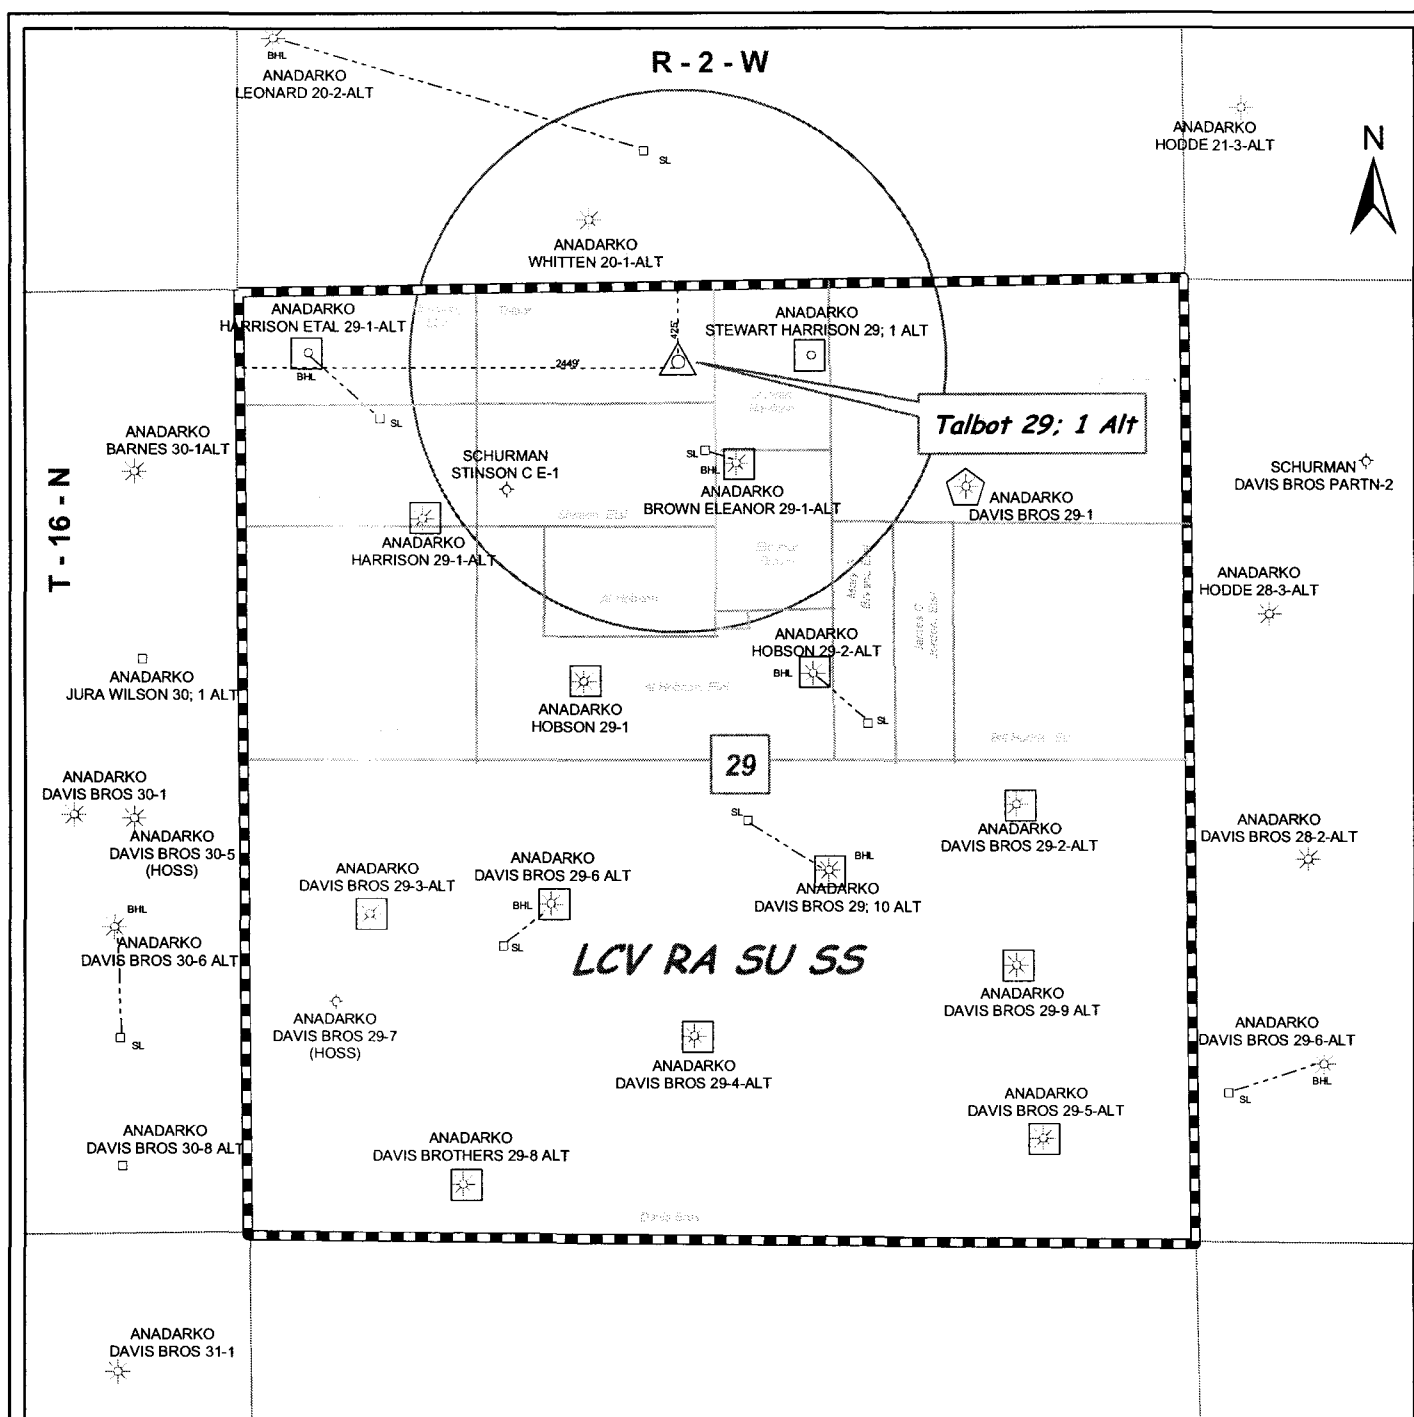 R - 2 - W
BHL
ANADARKO
LEONARD 20-2-ALT
SL
ANADARKO
HODDE 21-3-ALT
N
ANADARKO
WHITTEN 20-1-ALT
ANADARKO
HARRISON ETAL 29-1-ALT
BHL
SL
Talbot
425'
2449'
ANADARKO
STEWART HARRISON 29; 1 ALT
Talbot 29; 1 Alt
ANADARKO
BARNES 30-1ALT
SCHURMAN
STINSON C E-1
SL
BHL
ANADARKO
BROWN ELEANOR 29-1-ALT
ANADARKO
DAVIS BROS 29-1
SCHURMAN
DAVIS BROS PARTN-2
T - 16 - N
ANADARKO
HARRISON 29-1-ALT
ANADARKO
HODDE 28-3-ALT
ANADARKO
JURA WILSON 30; 1 ALT
ANADARKO
HOBSON 29-2-ALT
BHL
SL
Al Hobson, Etal
James C
Jordon, Etal
ANADARKO
HOBSON 29-1
29
ANADARKO
DAVIS BROS 30-1
ANADARKO
DAVIS BROS 30-5
(HOSS)
SL
BHL
ANADARKO
DAVIS BROS 29; 10 ALT
ANADARKO
DAVIS BROS 29-2-ALT
ANADARKO
DAVIS BROS 28-2-ALT
ANADARKO
DAVIS BROS 29-3-ALT
ANADARKO
DAVIS BROS 29-6 ALT
BHL
SL
BHL
ANADARKO
DAVIS BROS 30-6 ALT
SL
LCV RA SU SS
ANADARKO
DAVIS BROS 29-9 ALT
ANADARKO
DAVIS BROS 29-7
(HOSS)
ANADARKO
DAVIS BROS 29-4-ALT
ANADARKO
DAVIS BROS 29-6-ALT
BHL
SL
ANADARKO
DAVIS BROS 29-5-ALT
ANADARKO
DAVIS BROS 30-8 ALT
ANADARKO
DAVIS BROTHERS 29-8 ALT
Davis Bros
ANADARKO
DAVIS BROS 31-1